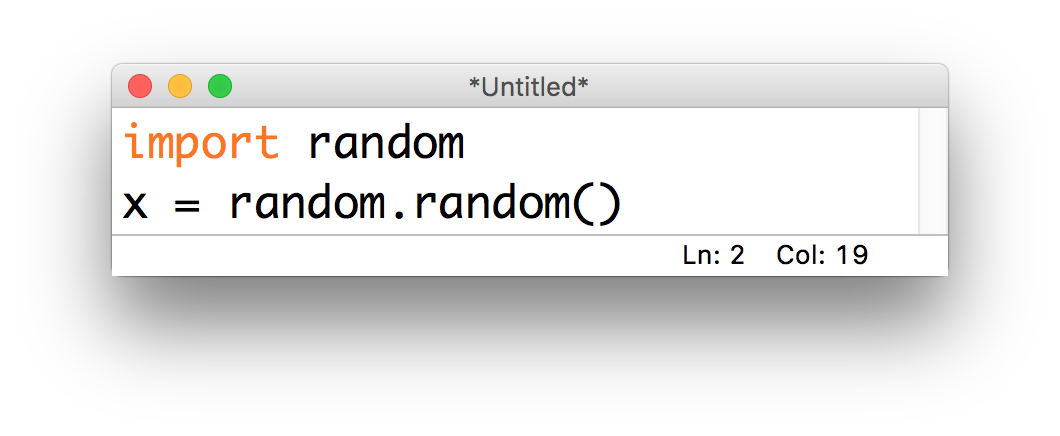 *Untitled*
import random
x = random.random()
Ln: 2 Col: 19